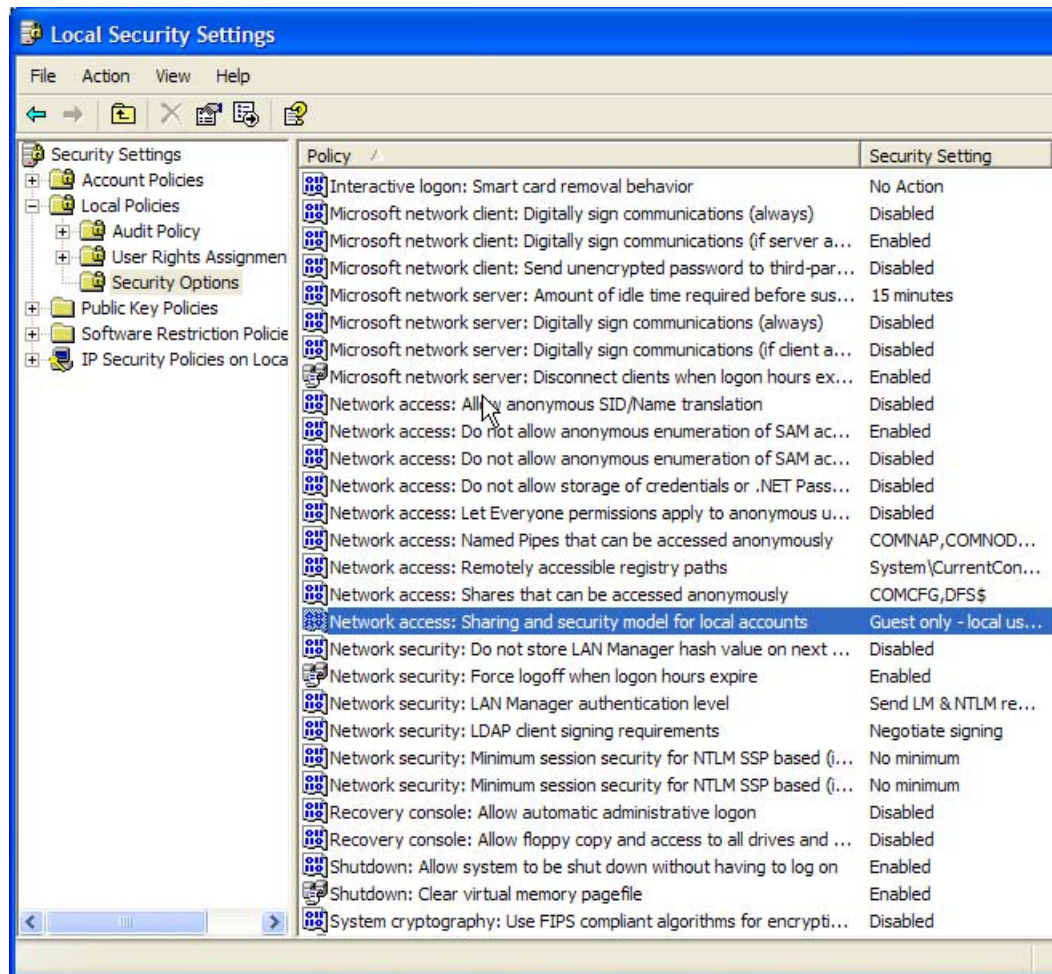 Local Security Settings
File Action View Help
Security Settings
Account Policies
Local Policies
Audit Policy
User Rights Assignmen
Security Options
Public Key Policies
Software Restriction Policie
IP Security Policies on Loca
Policy Security Setting
Interactive logon: Smart card removal behavior No Action
Microsoft network client: Digitally sign communications (always) Disabled
Microsoft network client: Digitally sign communications (if server a... Enabled
Microsoft network client: Send unencrypted password to third-par... Disabled
Microsoft network server: Amount of idle time required before sus... 15 minutes
Microsoft network server: Digitally sign communications (always) Disabled
Microsoft network server: Digitally sign communications (if client a... Disabled
Microsoft network server: Disconnect clients when logon hours ex... Enabled
Network access: Allow anonymous SID/Name translation Disabled
Network access: Do not allow anonymous enumeration of SAM ac... Enabled
Network access: Do not allow anonymous enumeration of SAM ac... Disabled
Network access: Do not allow storage of credentials or .NET Pass... Disabled
Network access: Let Everyone permissions apply to anonymous u... Disabled
Network access: Named Pipes that can be accessed anonymously COMNAP,COMNOD...
Network access: Remotely accessible registry paths System\CurrentCon...
Network access: Shares that can be accessed anonymously COMCFG,DFS$
Network access: Sharing and security model for local accounts Guest only - local us...
Network security: Do not store LAN Manager hash value on next ... Disabled
Network security: Force logoff when logon hours expire Enabled
Network security: LAN Manager authentication level Send LM & NTLM re...
Network security: LDAP client signing requirements Negotiate signing
Network security: Minimum session security for NTLM SSP based (i... No minimum
Network security: Minimum session security for NTLM SSP based (i... No minimum
Recovery console: Allow automatic administrative logon Disabled
Recovery console: Allow floppy copy and access to all drives and ... Disabled
Shutdown: Allow system to be shut down without having to log on Enabled
Shutdown: Clear virtual memory pagefile Enabled
System cryptography: Use FIPS compliant algorithms for encrypti... Disabled